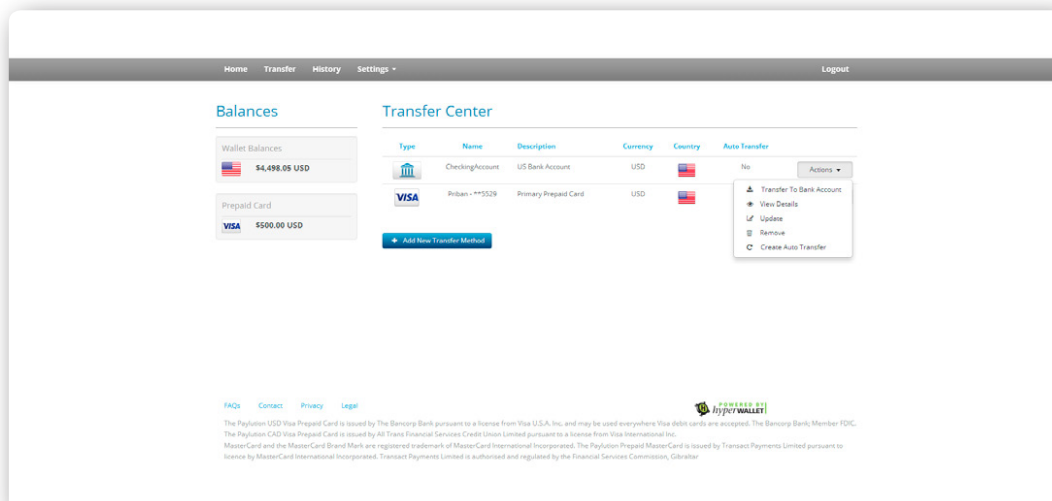 Home Transfer History Settings Logout
Balances
Wallet Balances
$4,498.05 USD
Prepaid Card
VISA $500.00 USD
Transfer Center
Type Name Description Currency Country Auto Transfer
CheckingAccount US Bank Account USD No Actions
VISA Priban - **5529 Primary Prepaid Card USD
Transfer To Bank Account
View Details
Update
Remove
Create Auto Transfer
+ Add New Transfer Method
FAQs Contact Privacy Legal
POWERED BY
hyperWALLET
The Paylution USD Visa Prepaid Card is issued by The Bancorp Bank pursuant to a license from Visa U.S.A. Inc. and may be used everywhere Visa debit cards are accepted. The Bancorp Bank; Member FDIC.
The Paylution CAD Visa Prepaid Card is issued by All Trans Financial Services Credit Union Limited pursuant to a license from Visa International Inc.
MasterCard and the MasterCard Brand Mark are registered trademark of MasterCard International Incorporated. The Paylution Prepaid MasterCard is issued by Transact Payments Limited pursuant to
licence by MasterCard International Incorporated. Transact Payments Limited is authorised and regulated by the Financial Services Commission, Gibraltar